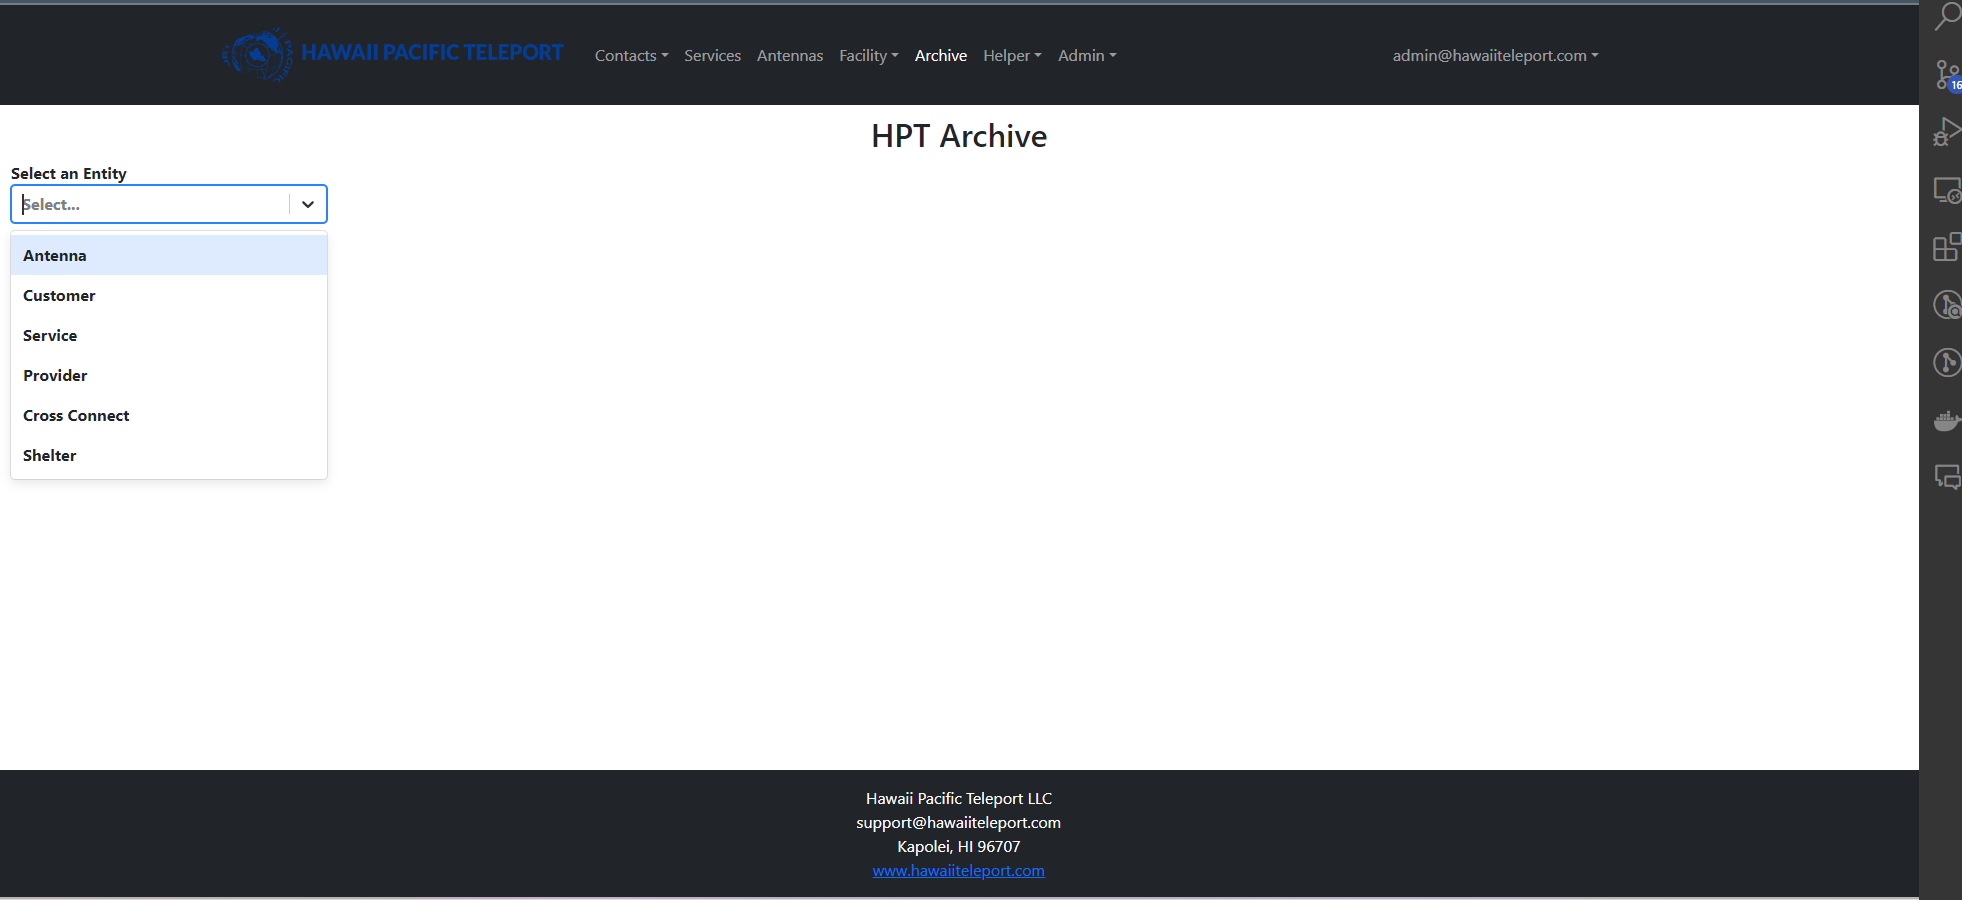 HAWAII PACIFIC TELEPORT
Contacts Services Antennas Facility Archive Helper Admin admin@hawaiiteleport.com
16
HPT Archive
Select an Entity
Select...
Antenna
Customer
Service
Provider
Cross Connect
Shelter
Hawaii Pacific Teleport LLC
support@hawaiiteleport.com
Kapolei, HI 96707
www.hawaiiteleport.com